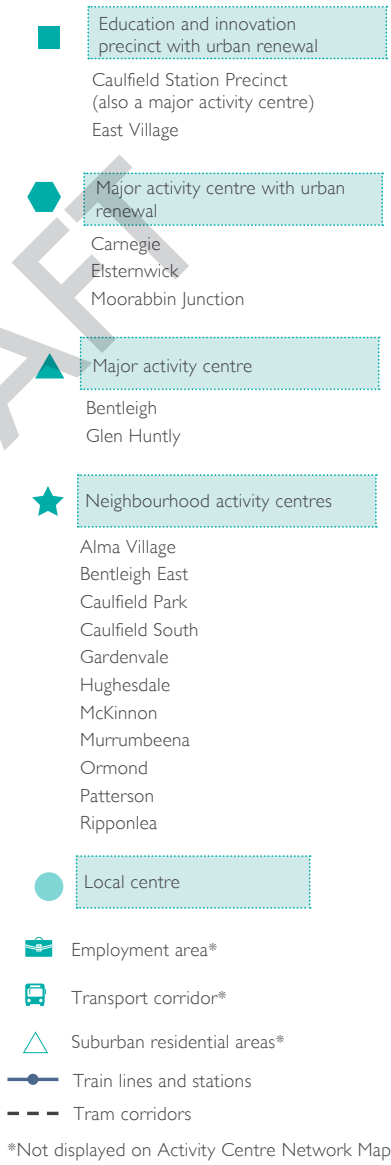 Education and innovation
precinct with urban renewal
Caulfield Station Precinct
(also a major activity centre)
East Village
Major activity centre with urban
renewal
Carnegie
Elsternwick
Moorabbin Junction
Major activity centre
Bentleigh
Glen Huntly
Neighbourhood activity centres
Alma Village
Bentleigh East
Caulfield Park
Caulfield South
Gardenvale
Hughesdale
McKinnon
Murrumbeena
Ormond
Patterson
Ripponlea
Local centre
Employment area*
Transport corridor*
Suburban residential areas*
Train lines and stations
Tram corridors
*Not displayed on Activity Centre Network Map
AFT